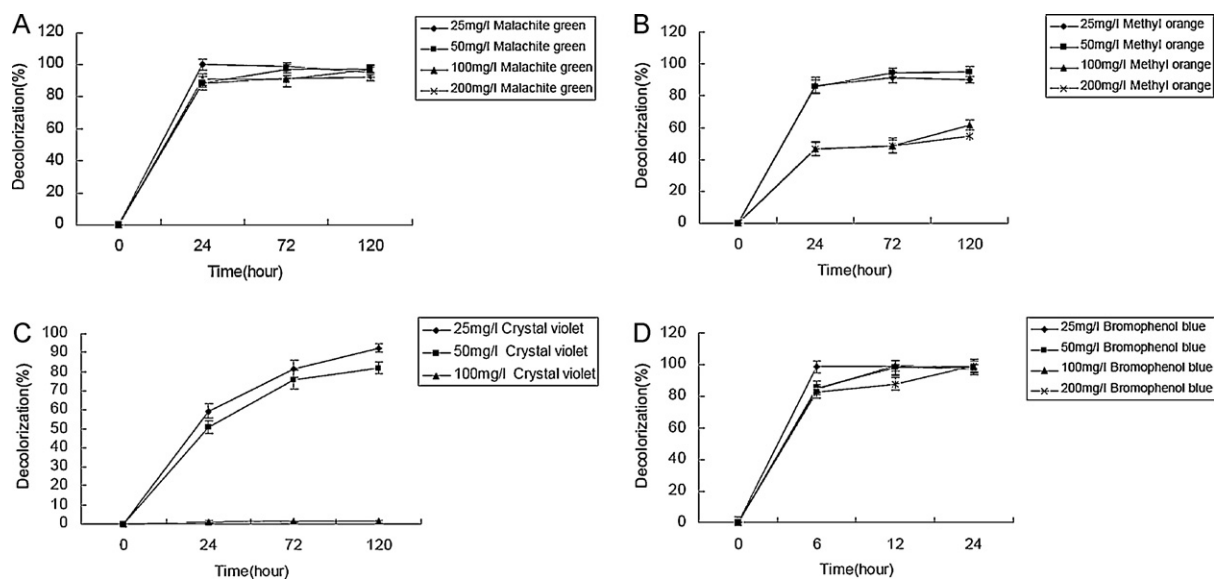 A
120
100
80
60
40
20
0
Decolorization(%)
0 24 72 120
Time(hour)
25mg/l Malachite green
50mg/l Malachite green
100mg/l Malachite green
200mg/l Malachite green
B
120
100
80
60
40
20
0
Decolorization(%)
0 24 72 120
Time(hour)
25mg/l Methyl orange
50mg/l Methyl orange
100mg/l Methyl orange
200mg/l Methyl orange
C
100
90
80
70
60
50
40
30
20
10
0
Decolorization(%)
0 24 72 120
Time(hour)
25mg/l Crystal violet
50mg/l Crystal violet
100mg/l Crystal violet
D
120
100
80
60
40
20
0
Decolorization(%)
0 6 12 24
Time(hour)
25mg/l Bromophenol blue
50mg/l Bromophenol blue
100mg/l Bromophenol blue
200mg/l Bromophenol blue